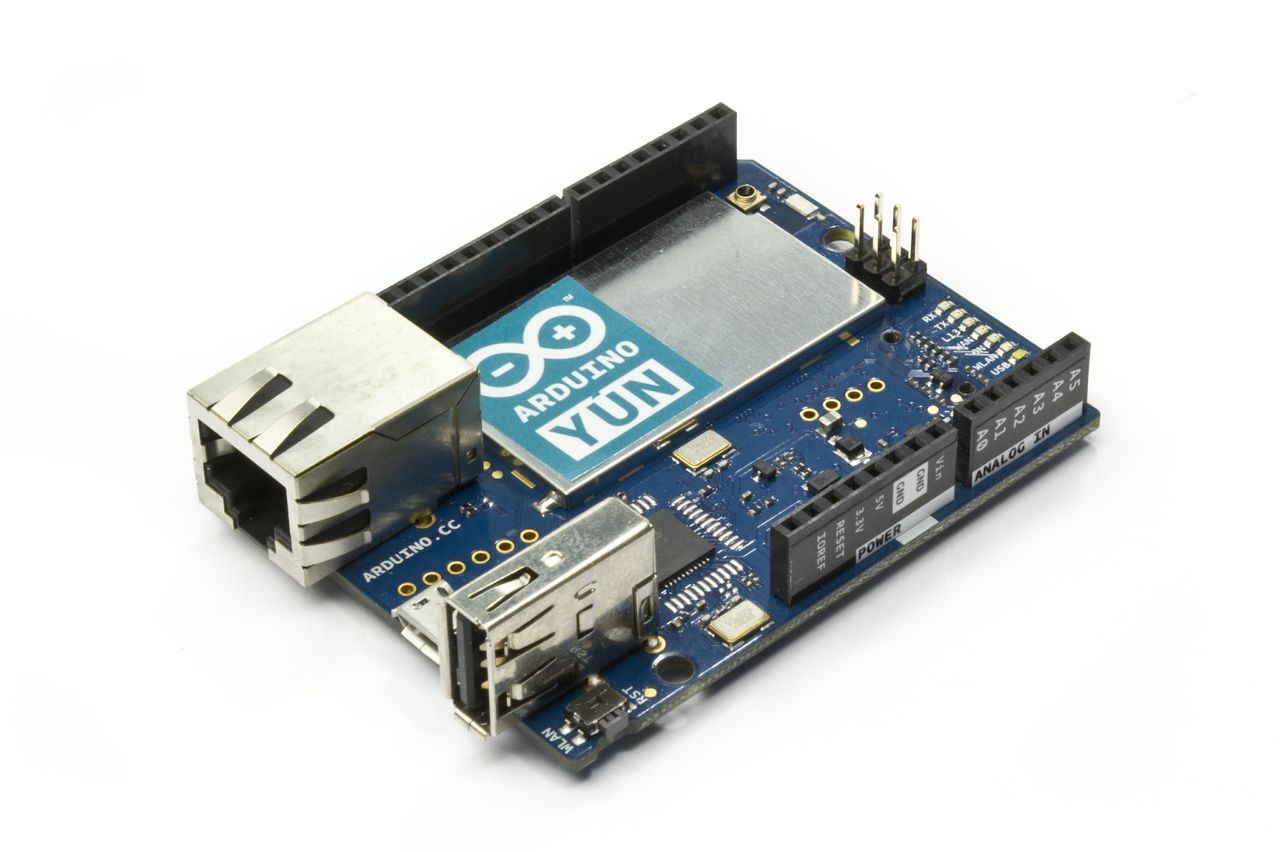 ™
ARDUINO
YUN
ARDUINO.CC
RX
TX
L13
WLAN
USB
A5
A4
A3
A2
A1
A0
ANALOG IN
Vin
GND
GND
5V
3.3V
RESET
IOREF
POWER
RST
WLAN